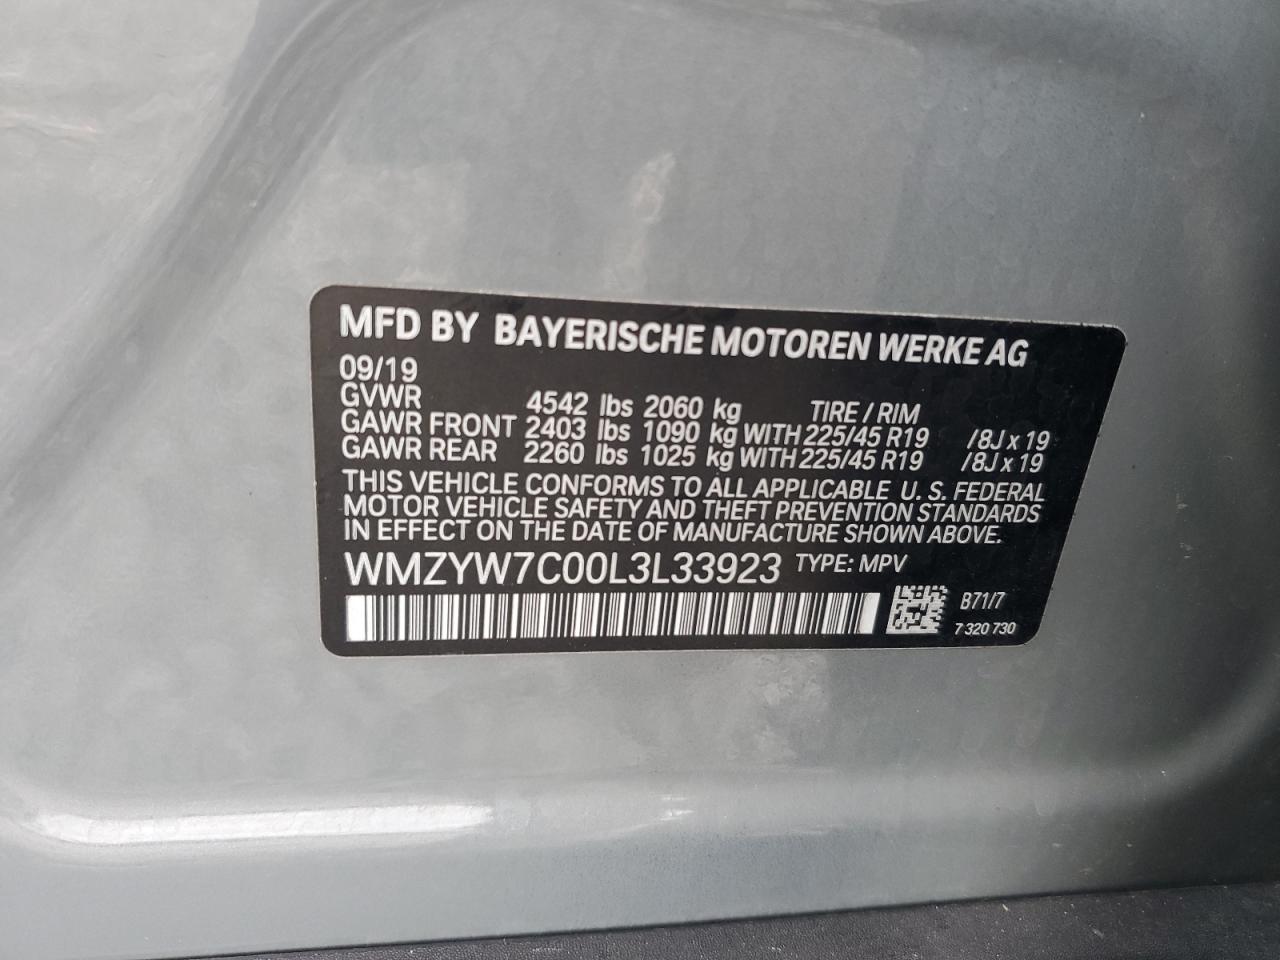 MFD BY BAYERISCHE MOTOREN WERKE AG
09/19
GVWR 4542 lbs 2060 kg TIRE / RIM
GAWR FRONT 2403 lbs 1090 kg WITH 225/45 R19 /8J x 19
GAWR REAR 2260 lbs 1025 kg WITH 225/45 R19 /8J x 19
THIS VEHICLE CONFORMS TO ALL APPLICABLE U. S. FEDERAL
MOTOR VEHICLE SAFETY AND THEFT PREVENTION STANDARDS
IN EFFECT ON THE DATE OF MANUFACTURE SHOWN ABOVE.
WMZYW7C00L3L33923 TYPE: MPV
B71/7
7 320 730